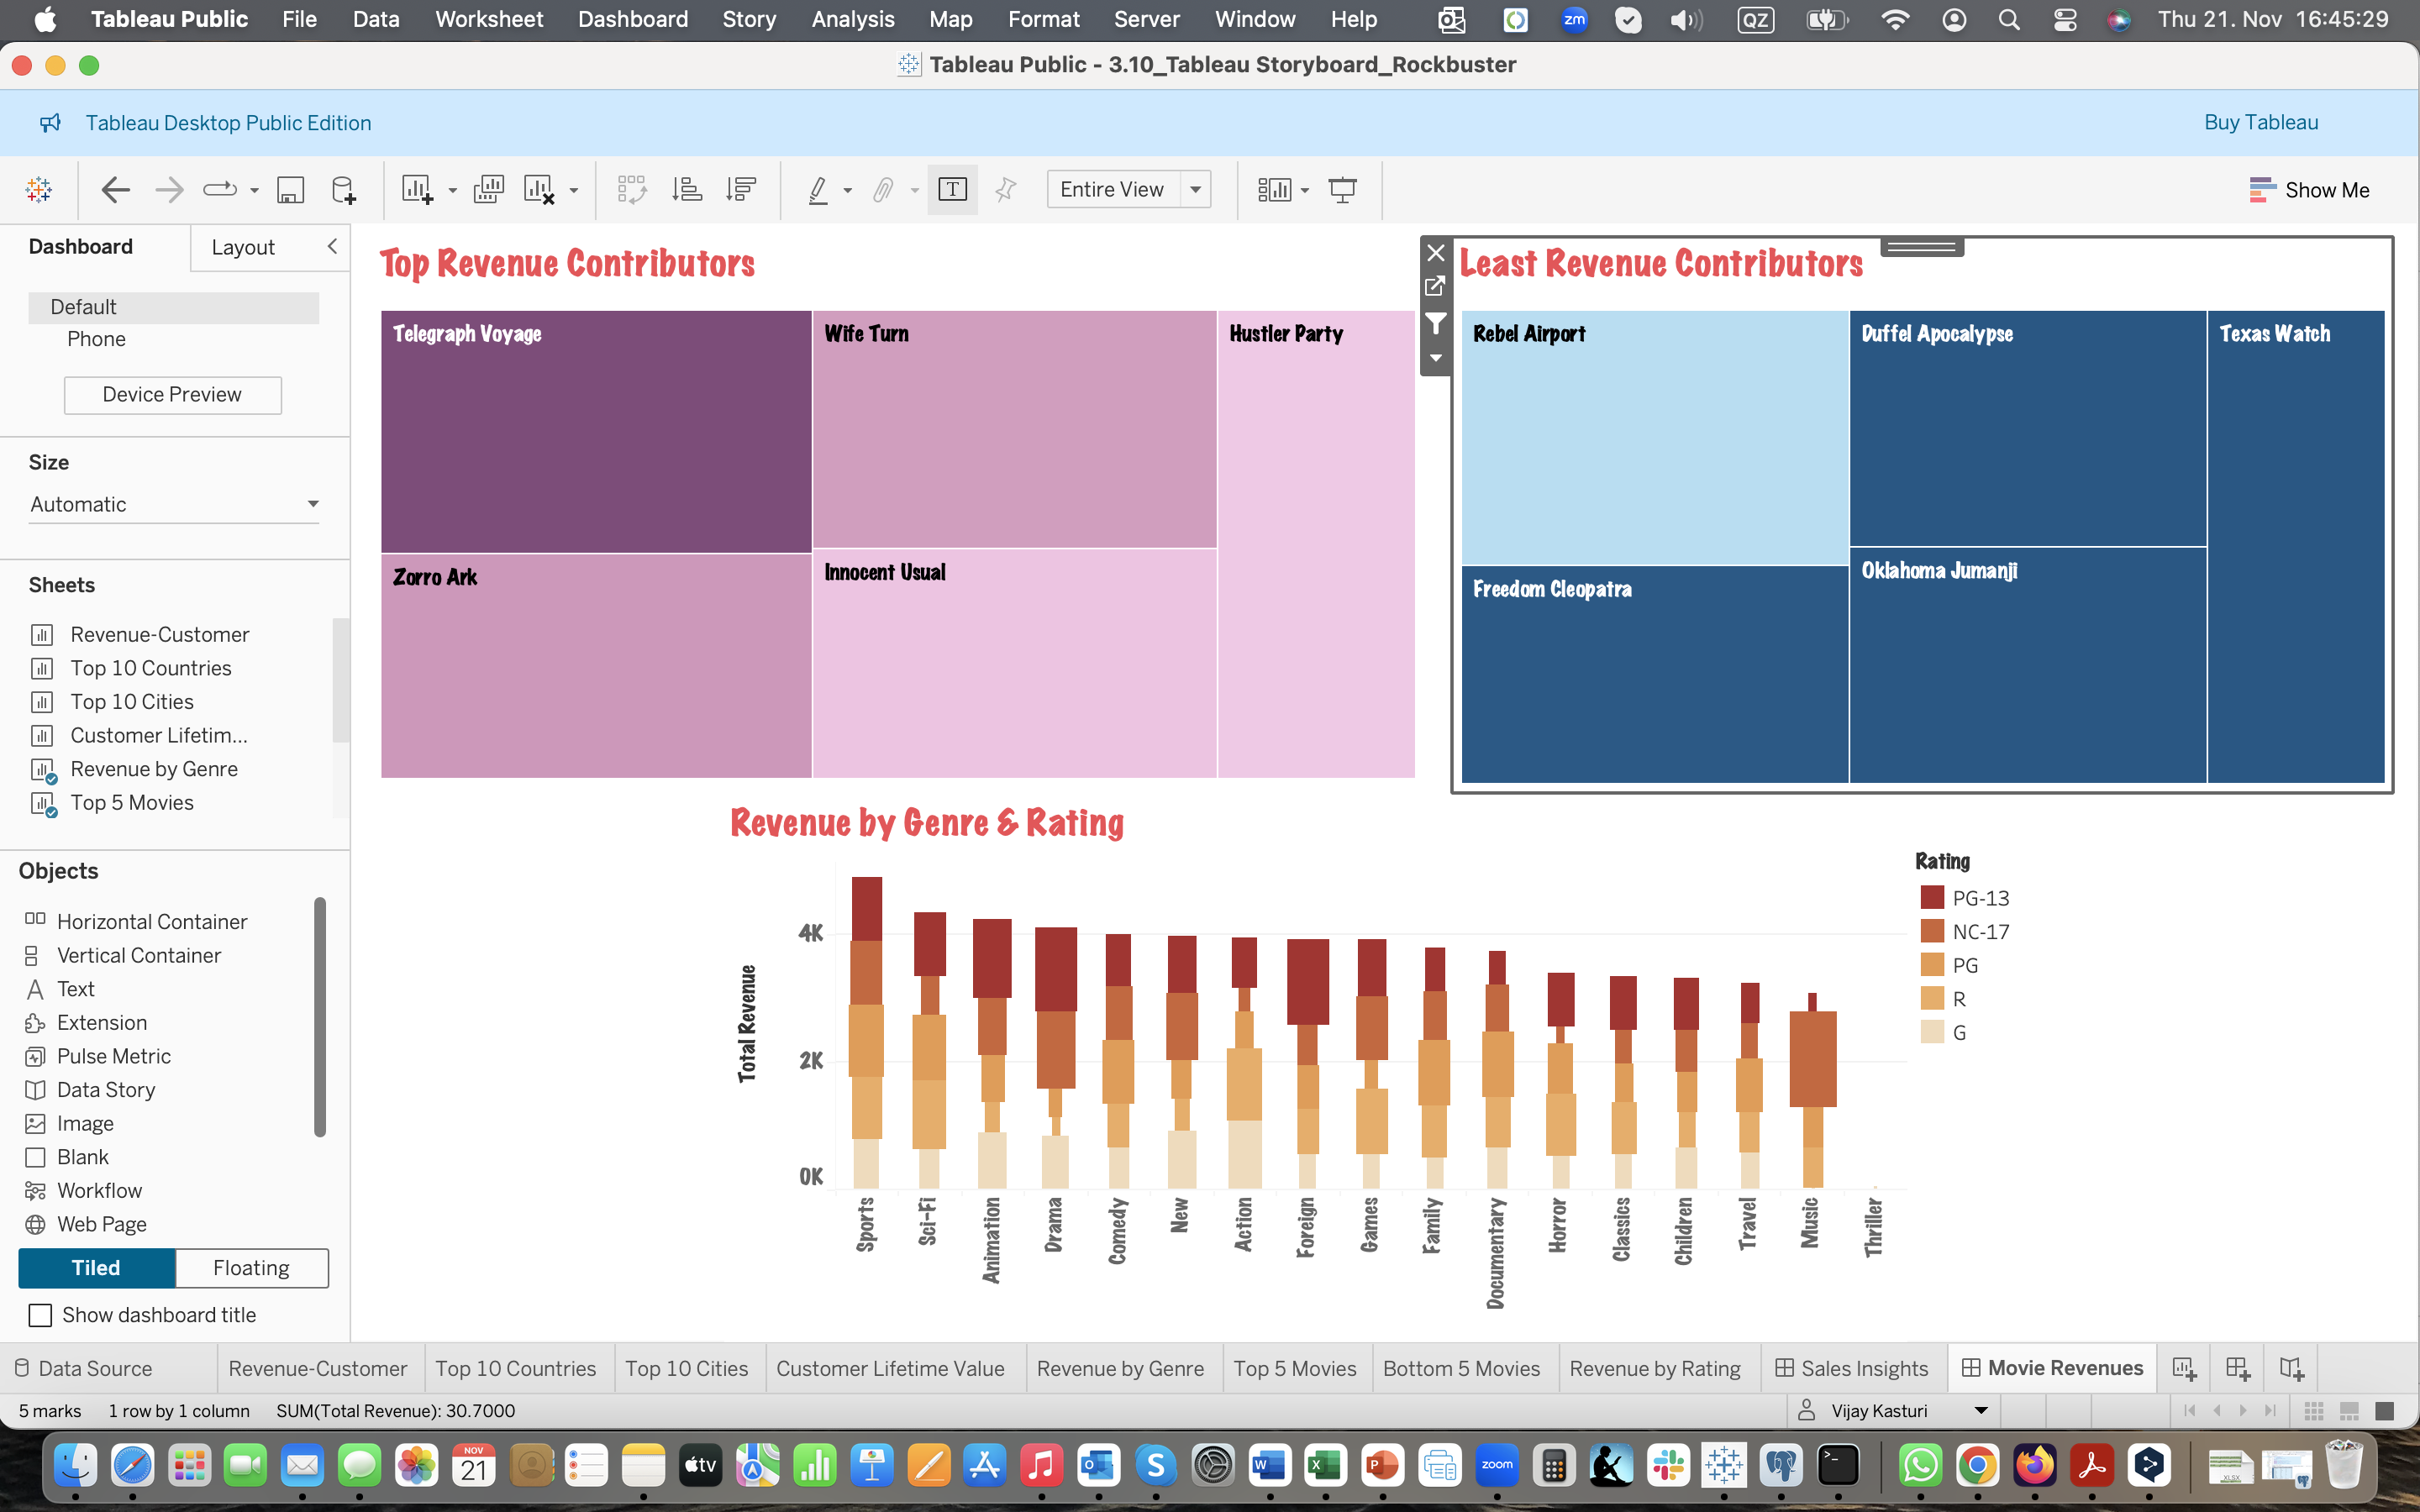 Tableau Public File Data Worksheet Dashboard Story Analysis Map Format Server Window Help zm QZ Thu 21. Nov 16:45:29
Tableau Public - 3.10_Tableau Storyboard_Rockbuster
Tableau Desktop Public Edition Buy Tableau
Entire View Show Me
Dashboard Layout
Default
Phone
Device Preview
Size
Automatic
Sheets
Revenue-Customer
Top 10 Countries
Top 10 Cities
Customer Lifetim...
Revenue by Genre
Top 5 Movies
Objects
Horizontal Container
Vertical Container
Text
Extension
Pulse Metric
Data Story
Image
Blank
Workflow
Web Page
Tiled Floating
Show dashboard title
Top Revenue Contributors
Telegraph Voyage
Wife Turn
Hustler Party
Zorro Ark
Innocent Usual
Least Revenue Contributors
Rebel Airport
Duffel Apocalypse
Texas Watch
Freedom Cleopatra
Oklahoma Jumanji
Revenue by Genre & Rating
Total Revenue
4K
2K
0K
Sports
Sci-Fi
Animation
Drama
Comedy
New
Action
Foreign
Games
Family
Documentary
Horror
Classics
Children
Travel
Music
Thriller
Rating
PG-13
NC-17
PG
R
G
Data Source Revenue-Customer Top 10 Countries Top 10 Cities Customer Lifetime Value Revenue by Genre Top 5 Movies Bottom 5 Movies Revenue by Rating Sales Insights Movie Revenues
5 marks 1 row by 1 column SUM(Total Revenue): 30.7000 Vijay Kasturi
NOV
21
tv
zoom
XLSX